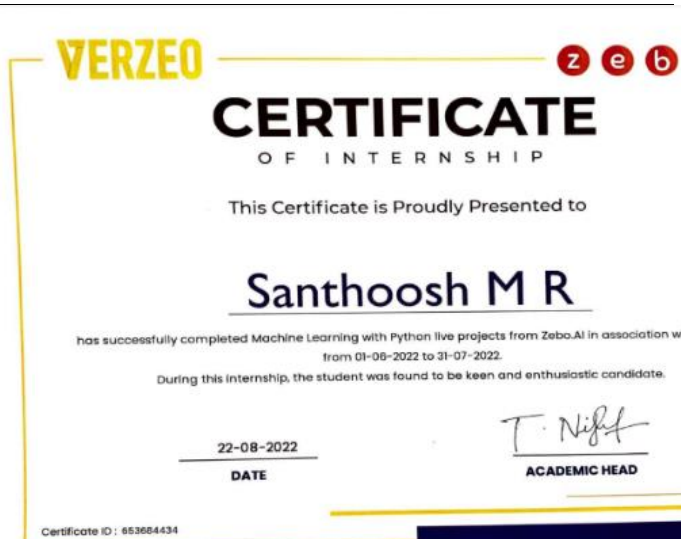 VERZEO
z e b
CERTIFICATE
OF INTERNSHIP
This Certificate is Proudly Presented to
Santhoosh M R
has successfully completed Machine Learning with Python live projects from Zebo.AI in association w
from 01-06-2022 to 31-07-2022.
During this internship, the student was found to be keen and enthusiastic candidate.
22-08-2022
DATE
ACADEMIC HEAD
Certificate ID : 653684434